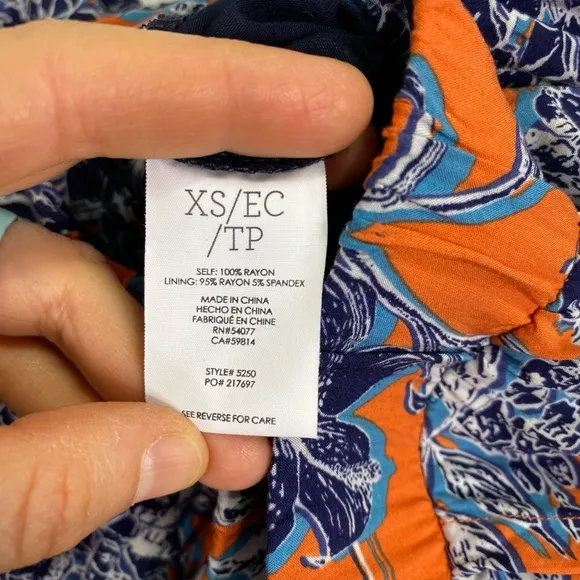 XS/EC
/TP
SELF: 100% RAYON
LINING: 95% RAYON 5% SPANDEX
MADE IN CHINA
HECHO EN CHINA
FABRIQUÉ EN CHINE
RN#54077
CA#59814
STYLE# 5250
PO# 217697
SEE REVERSE FOR CARE